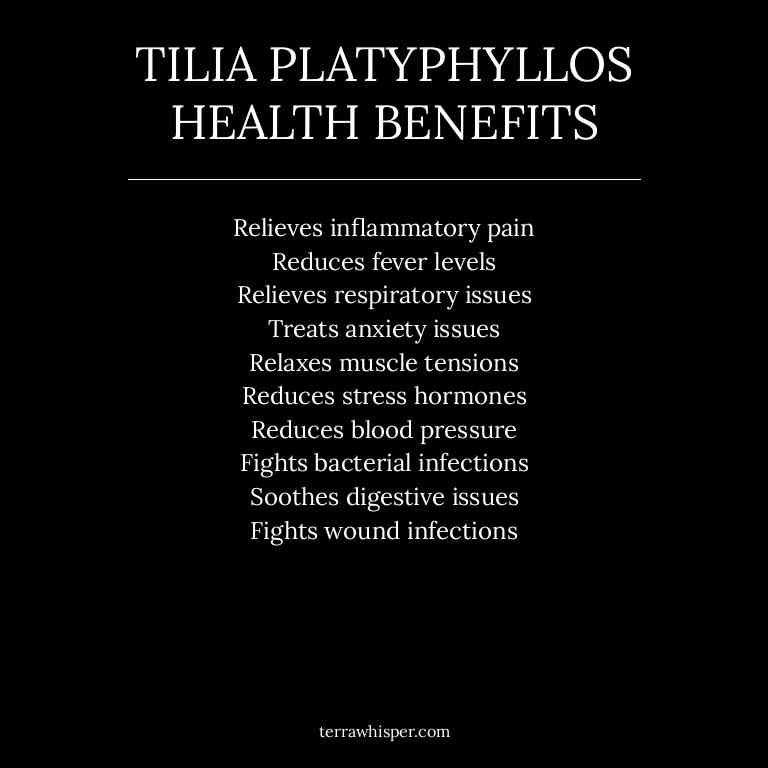 TILIA PLATYPHYLLOS
HEALTH BENEFITS
Relieves inflammatory pain
Reduces fever levels
Relieves respiratory issues
Treats anxiety issues
Relaxes muscle tensions
Reduces stress hormones
Reduces blood pressure
Fights bacterial infections
Soothes digestive issues
Fights wound infections
terrawhisper.com